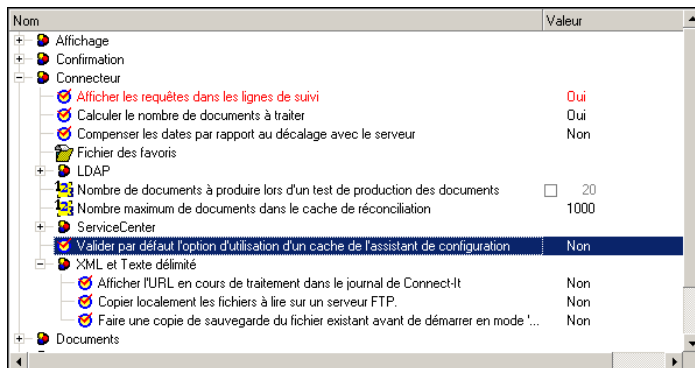 Nom Valeur
Affichage
Confirmation
Connecteur
Afficher les requêtes dans les lignes de suivi Oui
Calculer le nombre de documents à traiter Oui
Compenser les dates par rapport au décalage avec le serveur Non
Fichier des favoris
LDAP
Nombre de documents à produire lors d'un test de production des documents 20
Nombre maximum de documents dans le cache de réconciliation 1000
ServiceCenter
Valider par défaut l'option d'utilisation d'un cache de l'assistant de configuration Non
XML et Texte délimité
Afficher l'URL en cours de traitement dans le journal de Connect-It Non
Copier localement les fichiers à lire sur un serveur FTP. Non
Faire une copie de sauvegarde du fichier existant avant de démarrer en mode '... Non
Documents